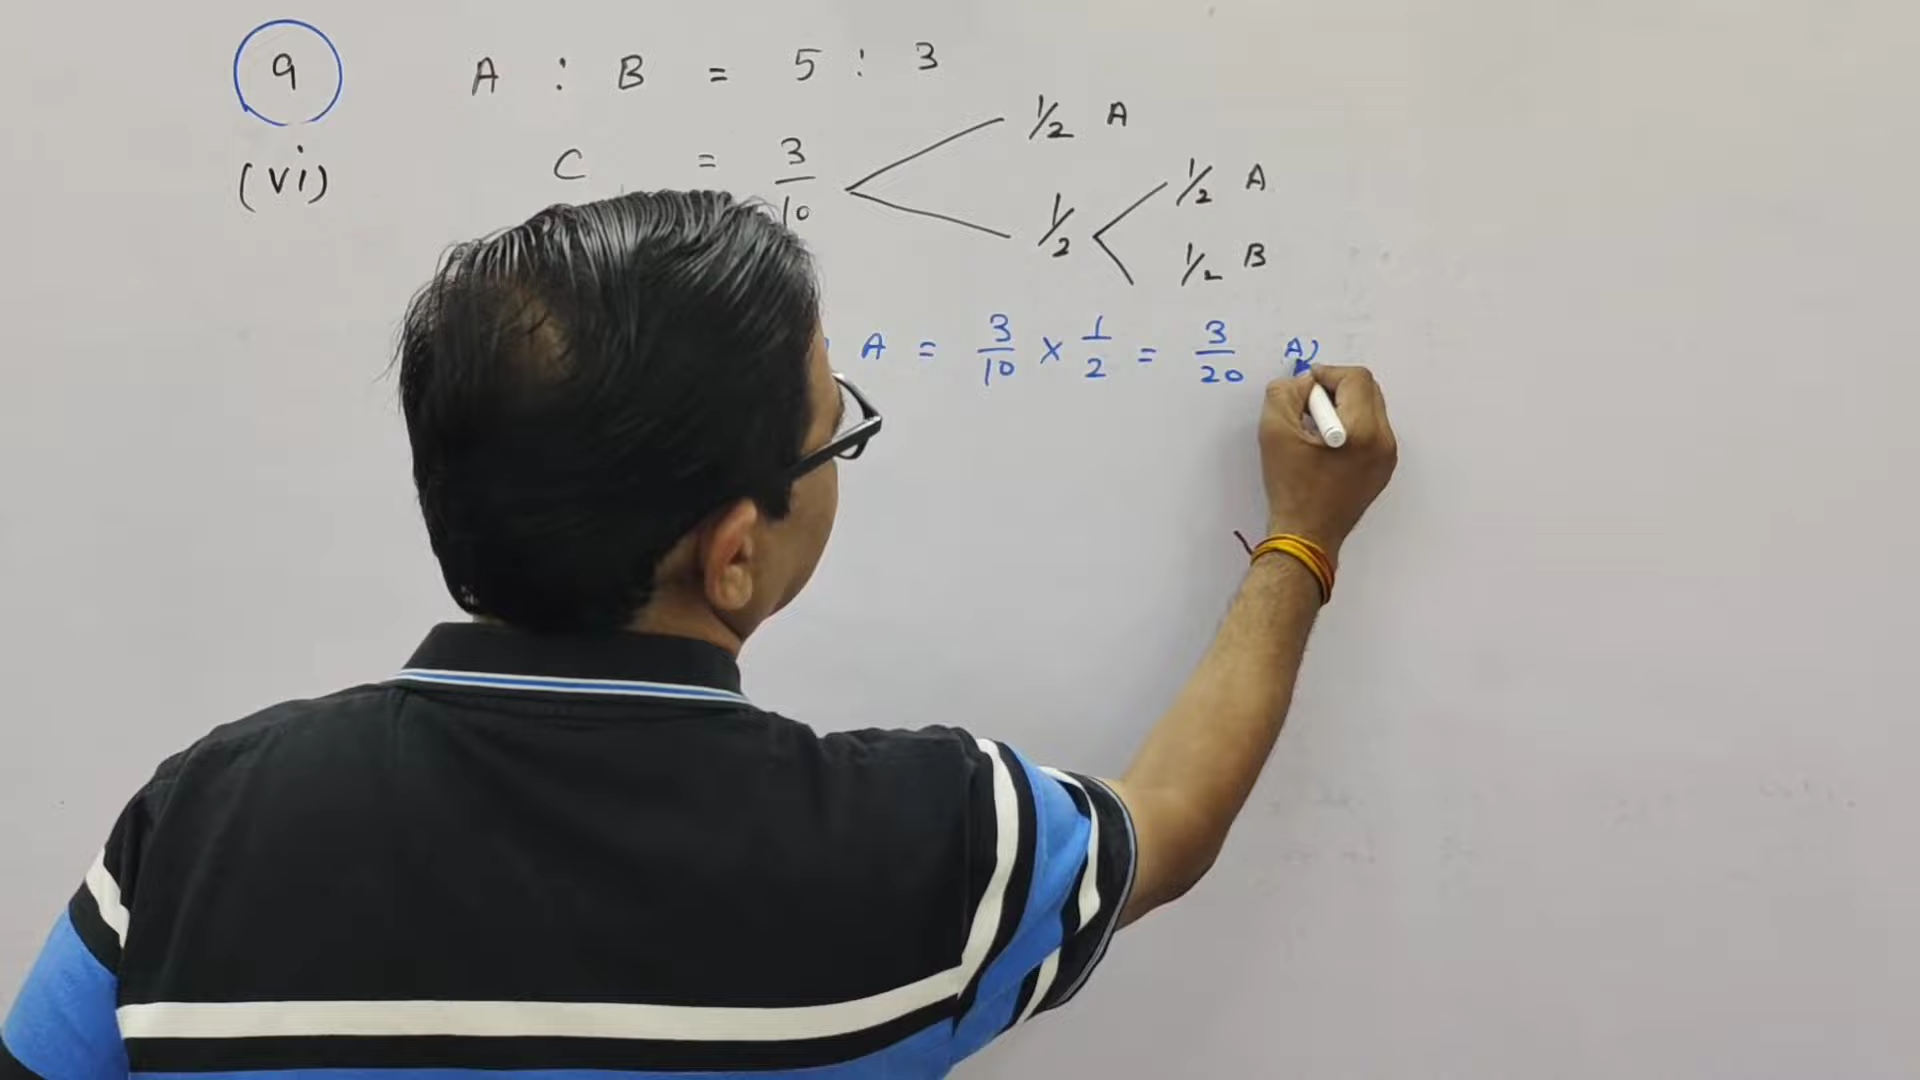 9 A : B = 5 : 3
(vi) C = 3/10 1/2 A
1/2 1/2 A
1/2 B
A = 3/10 × 1/2 = 3/20 A)